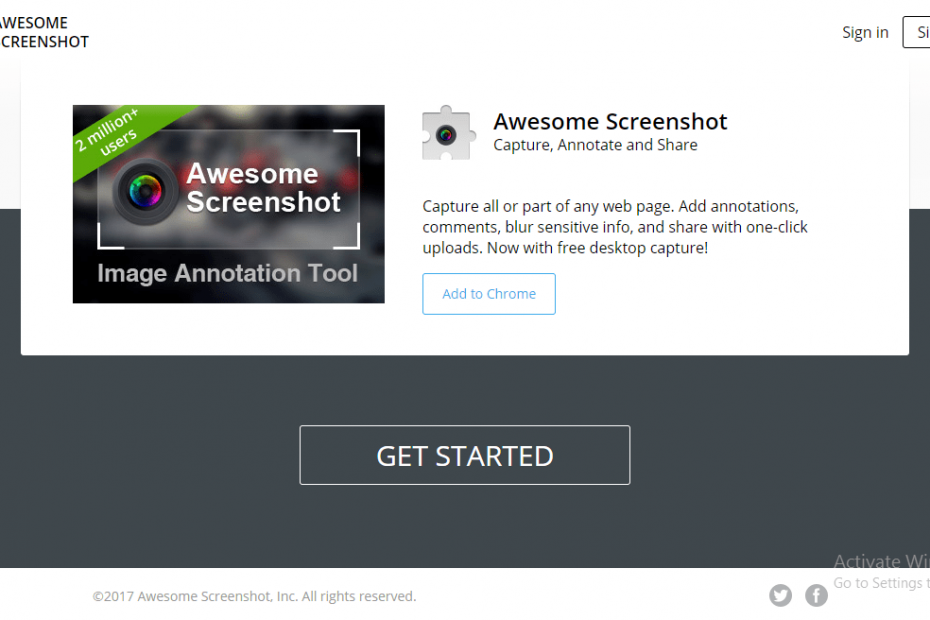 AWESOME
SCREENSHOT
Sign in
2 million+
users
Awesome
Screenshot
Image Annotation Tool
Awesome Screenshot
Capture, Annotate and Share
Capture all or part of any web page. Add annotations,
comments, blur sensitive info, and share with one-click
uploads. Now with free desktop capture!
Add to Chrome
GET STARTED
Activate Wi
Go to Settings t
©2017 Awesome Screenshot, Inc. All rights reserved.